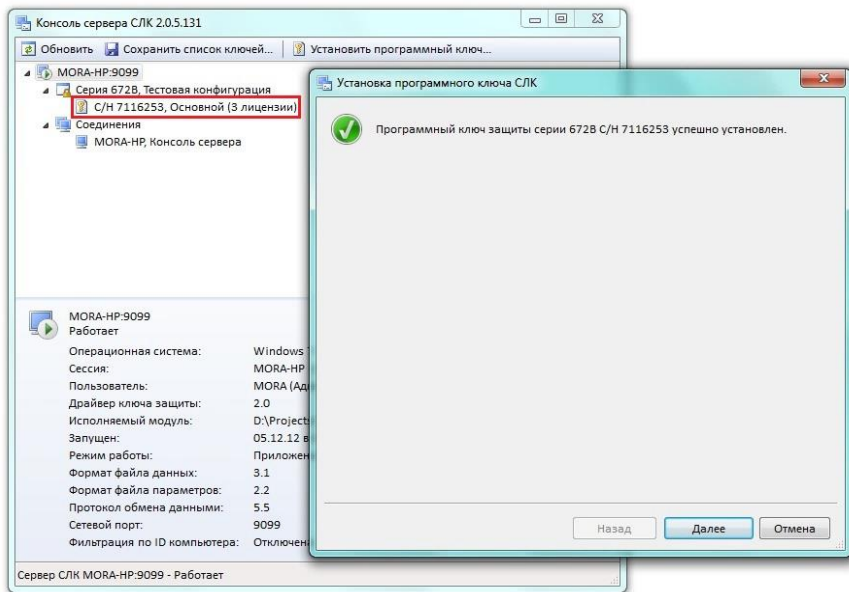 Консоль сервера СЛК 2.0.5.131
Обновить Сохранить список ключей... Установить программный ключ...
MORA-HP:9099
Серия 672B, Тестовая конфигурация
С/Н 7116253, Основной (3 лицензии)
Соединения
MORA-HP, Консоль сервера
MORA-HP:9099
Работает
Операционная система: Windows
Сессия: MORA-HP
Пользователь: MORA
Драйвер ключа защиты: 2.0
Исполняемый модуль:
Запущен: 05.12.12 в
Режим работы:
Формат файла данных: 3.1
Формат файла параметров: 2.2
Протокол обмена данными: 5.5
Сетевой порт: 9099
Фильтрация по ID компьютера:
Сервер СЛК MORA-HP:9099 - Работает
Установка программного ключа СЛК
Программный ключ защиты серии 672B С/Н 7116253 успешно установлен.
Назад Далее Отмена